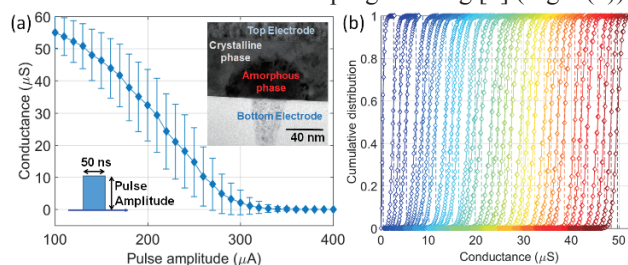 (a)
60
50
40
30
20
10
0
Conductance (μS)
100
200
300
400
Pulse amplitude (μA)
50 ns
Pulse
Amplitude
Top Electrode
Crystalline
phase
Amorphous
phase
Bottom Electrode
40 nm
(b)
1
0.8
0.6
0.4
0.2
0
Cumulative distribution
0
10
20
30
40
50
Conductance (μS)